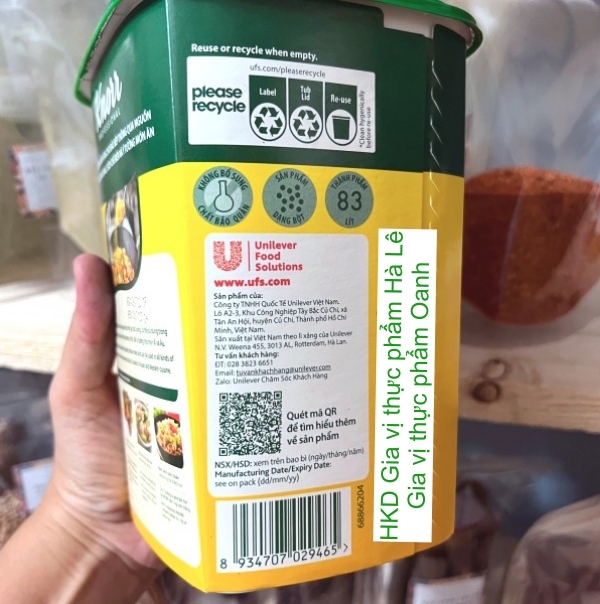 Reuse or recycle when empty.
ufs.com/pleaserecycle
please
recycle
Label
Tub
Lid
Re-use
*Clean hygienically
before re-use
Knorr
PROFESSIONAL
KHÔNG BỔ SUNG
CHẤT BẢO QUẢN
SẢN PHẨM
DẠNG BỘT
THÀNH PHẨM
83
LÍT
Unilever
Food
Solutions
www.ufs.com
Sản phẩm của:
Công ty TNHH Quốc Tế Unilever Việt Nam.
Lô A2-3, Khu Công Nghiệp Tây Bắc Củ Chi, xã
Tân An Hội, huyện Củ Chi, Thành phố Hồ Chí
Minh, Việt Nam.
Sản xuất tại Việt Nam theo li xăng của Unilever
N.V. Weena 455, 3013 AL, Rotterdam, Hà Lan.
Tư vấn khách hàng:
ĐT: 028 3823 6651
Email: tuvankhachhang@unilever.com
Zalo: Unilever Chăm Sóc Khách Hàng
Quét mã QR
để tìm hiểu thêm
về sản phẩm
NSX/HSD: xem trên bao bì (ngày/tháng/năm)
Manufacturing Date/Expiry Date:
see on pack (dd/mm/yy)
68866204
8 934707 029465
HKD Gia vị thực phẩm Hà Lê
Gia vị thực phẩm Oanh